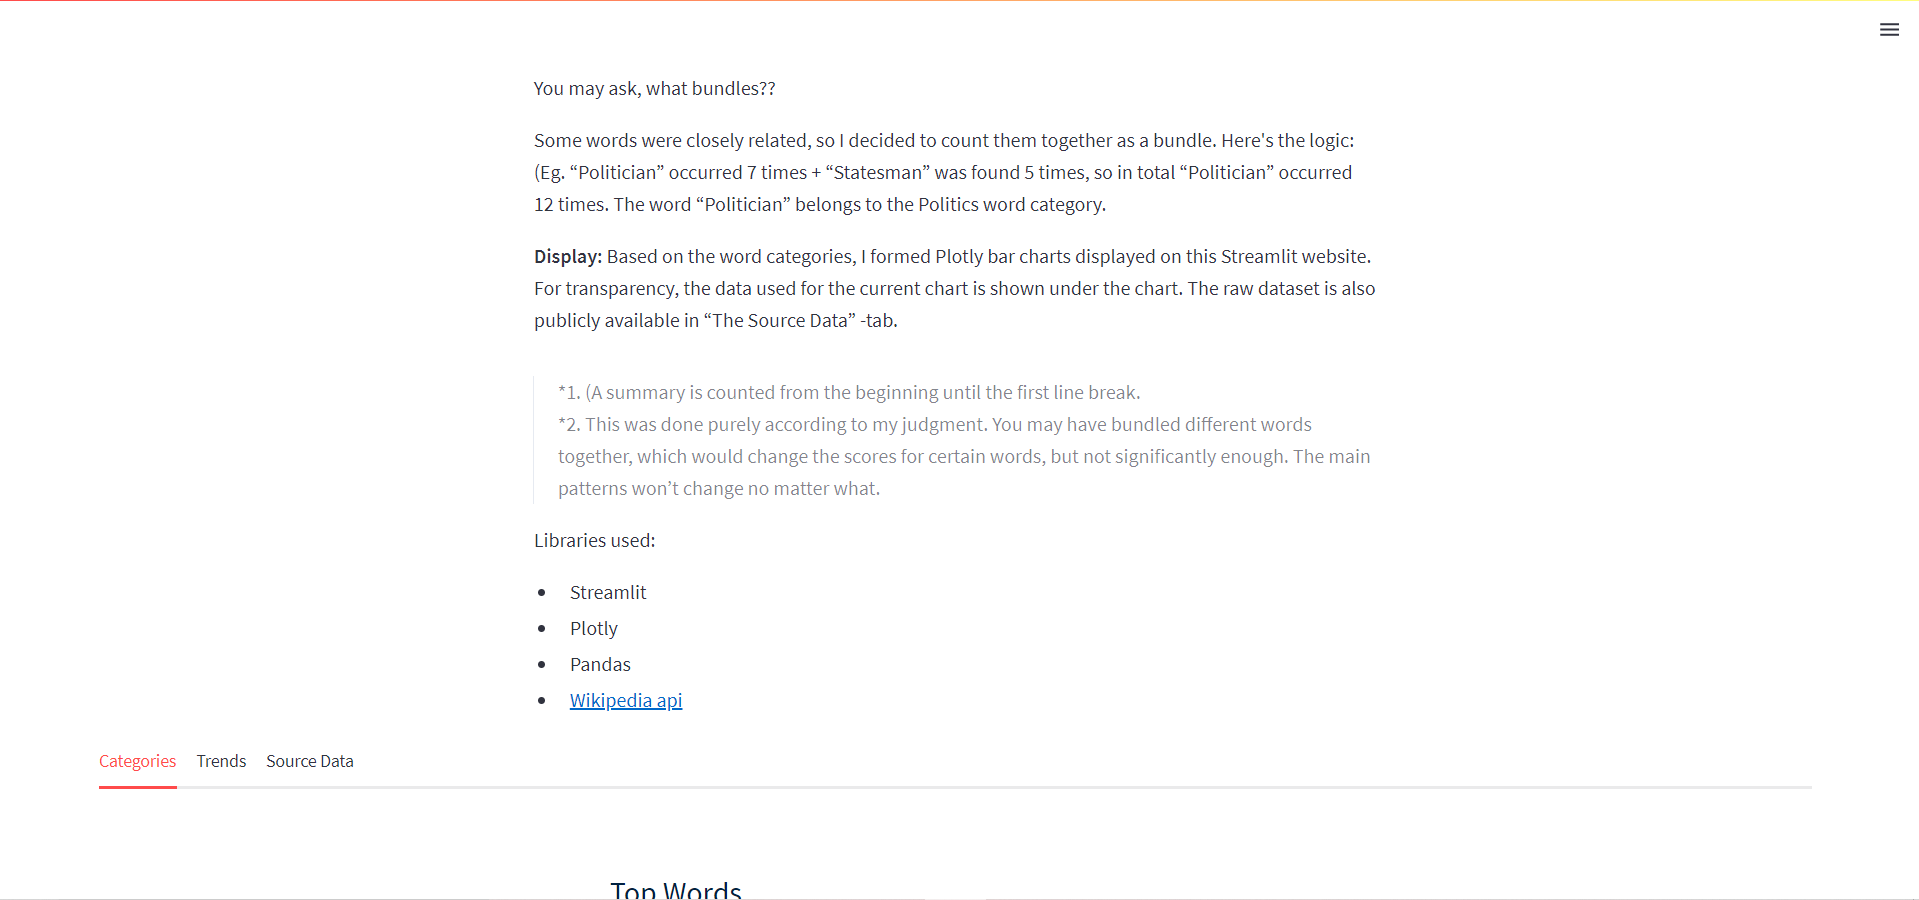 You may ask, what bundles??
Some words were closely related, so I decided to count them together as a bundle. Here's the logic:
(Eg. “Politician” occurred 7 times + “Statesman” was found 5 times, so in total “Politician” occurred
12 times. The word “Politician” belongs to the Politics word category.
Display: Based on the word categories, I formed Plotly bar charts displayed on this Streamlit website.
For transparency, the data used for the current chart is shown under the chart. The raw dataset is also
publicly available in “The Source Data” -tab.
*1. (A summary is counted from the beginning until the first line break.
*2. This was done purely according to my judgment. You may have bundled different words
together, which would change the scores for certain words, but not significantly enough. The main
patterns won’t change no matter what.
Libraries used:
• Streamlit
• Plotly
• Pandas
• Wikipedia api
Categories Trends Source Data
Top Words